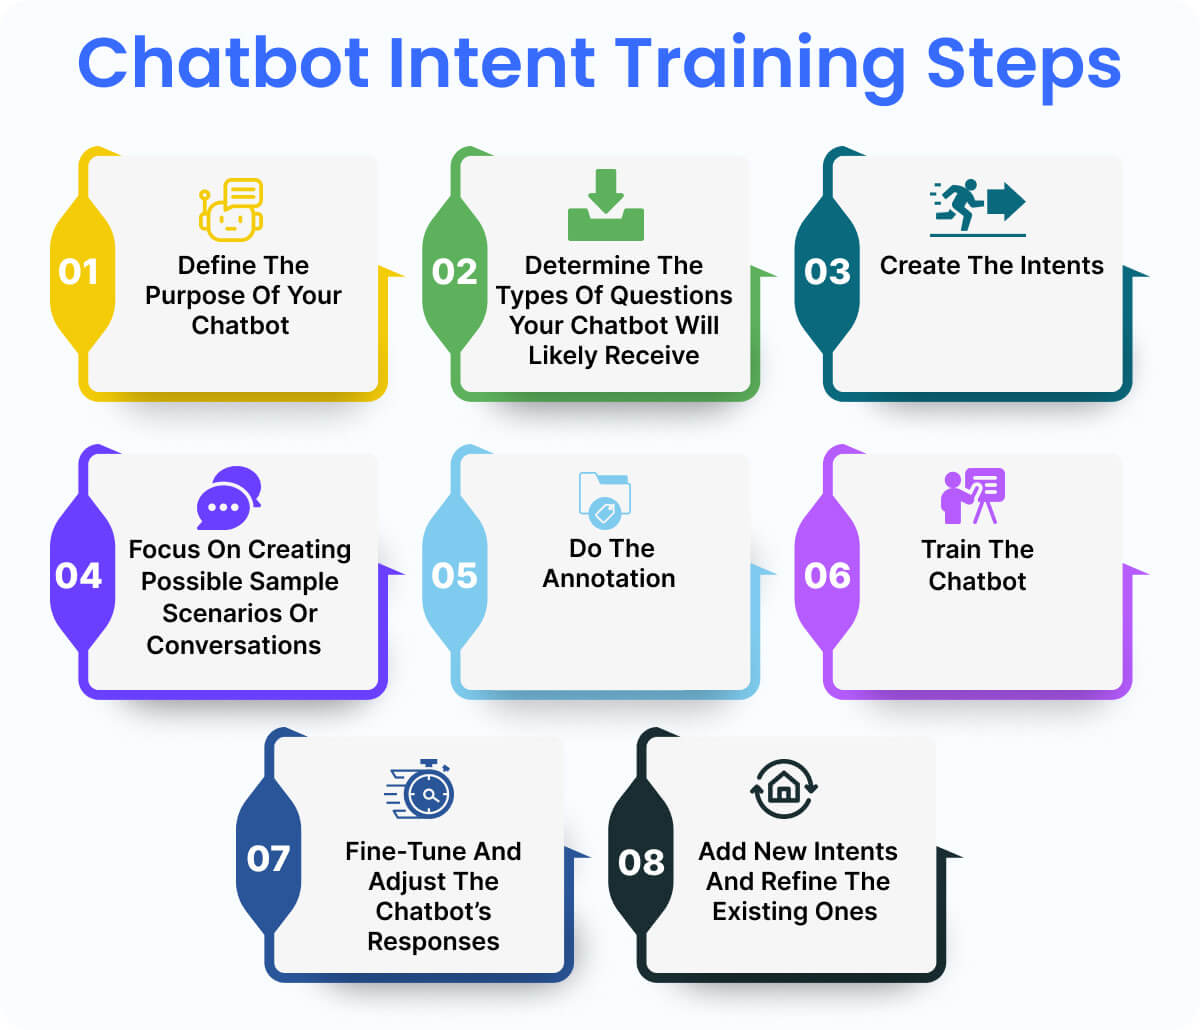 Chatbot Intent Training Steps
01
Define The
Purpose Of Your
Chatbot
02
Determine The
Types Of Questions
Your Chatbot Will
Likely Receive
03
Create The Intents
04
Focus On Creating
Possible Sample
Scenarios Or
Conversations
05
Do The
Annotation
06
Train The
Chatbot
07
Fine-Tune And
Adjust The
Chatbot’s
Responses
08
Add New Intents
And Refine The
Existing Ones